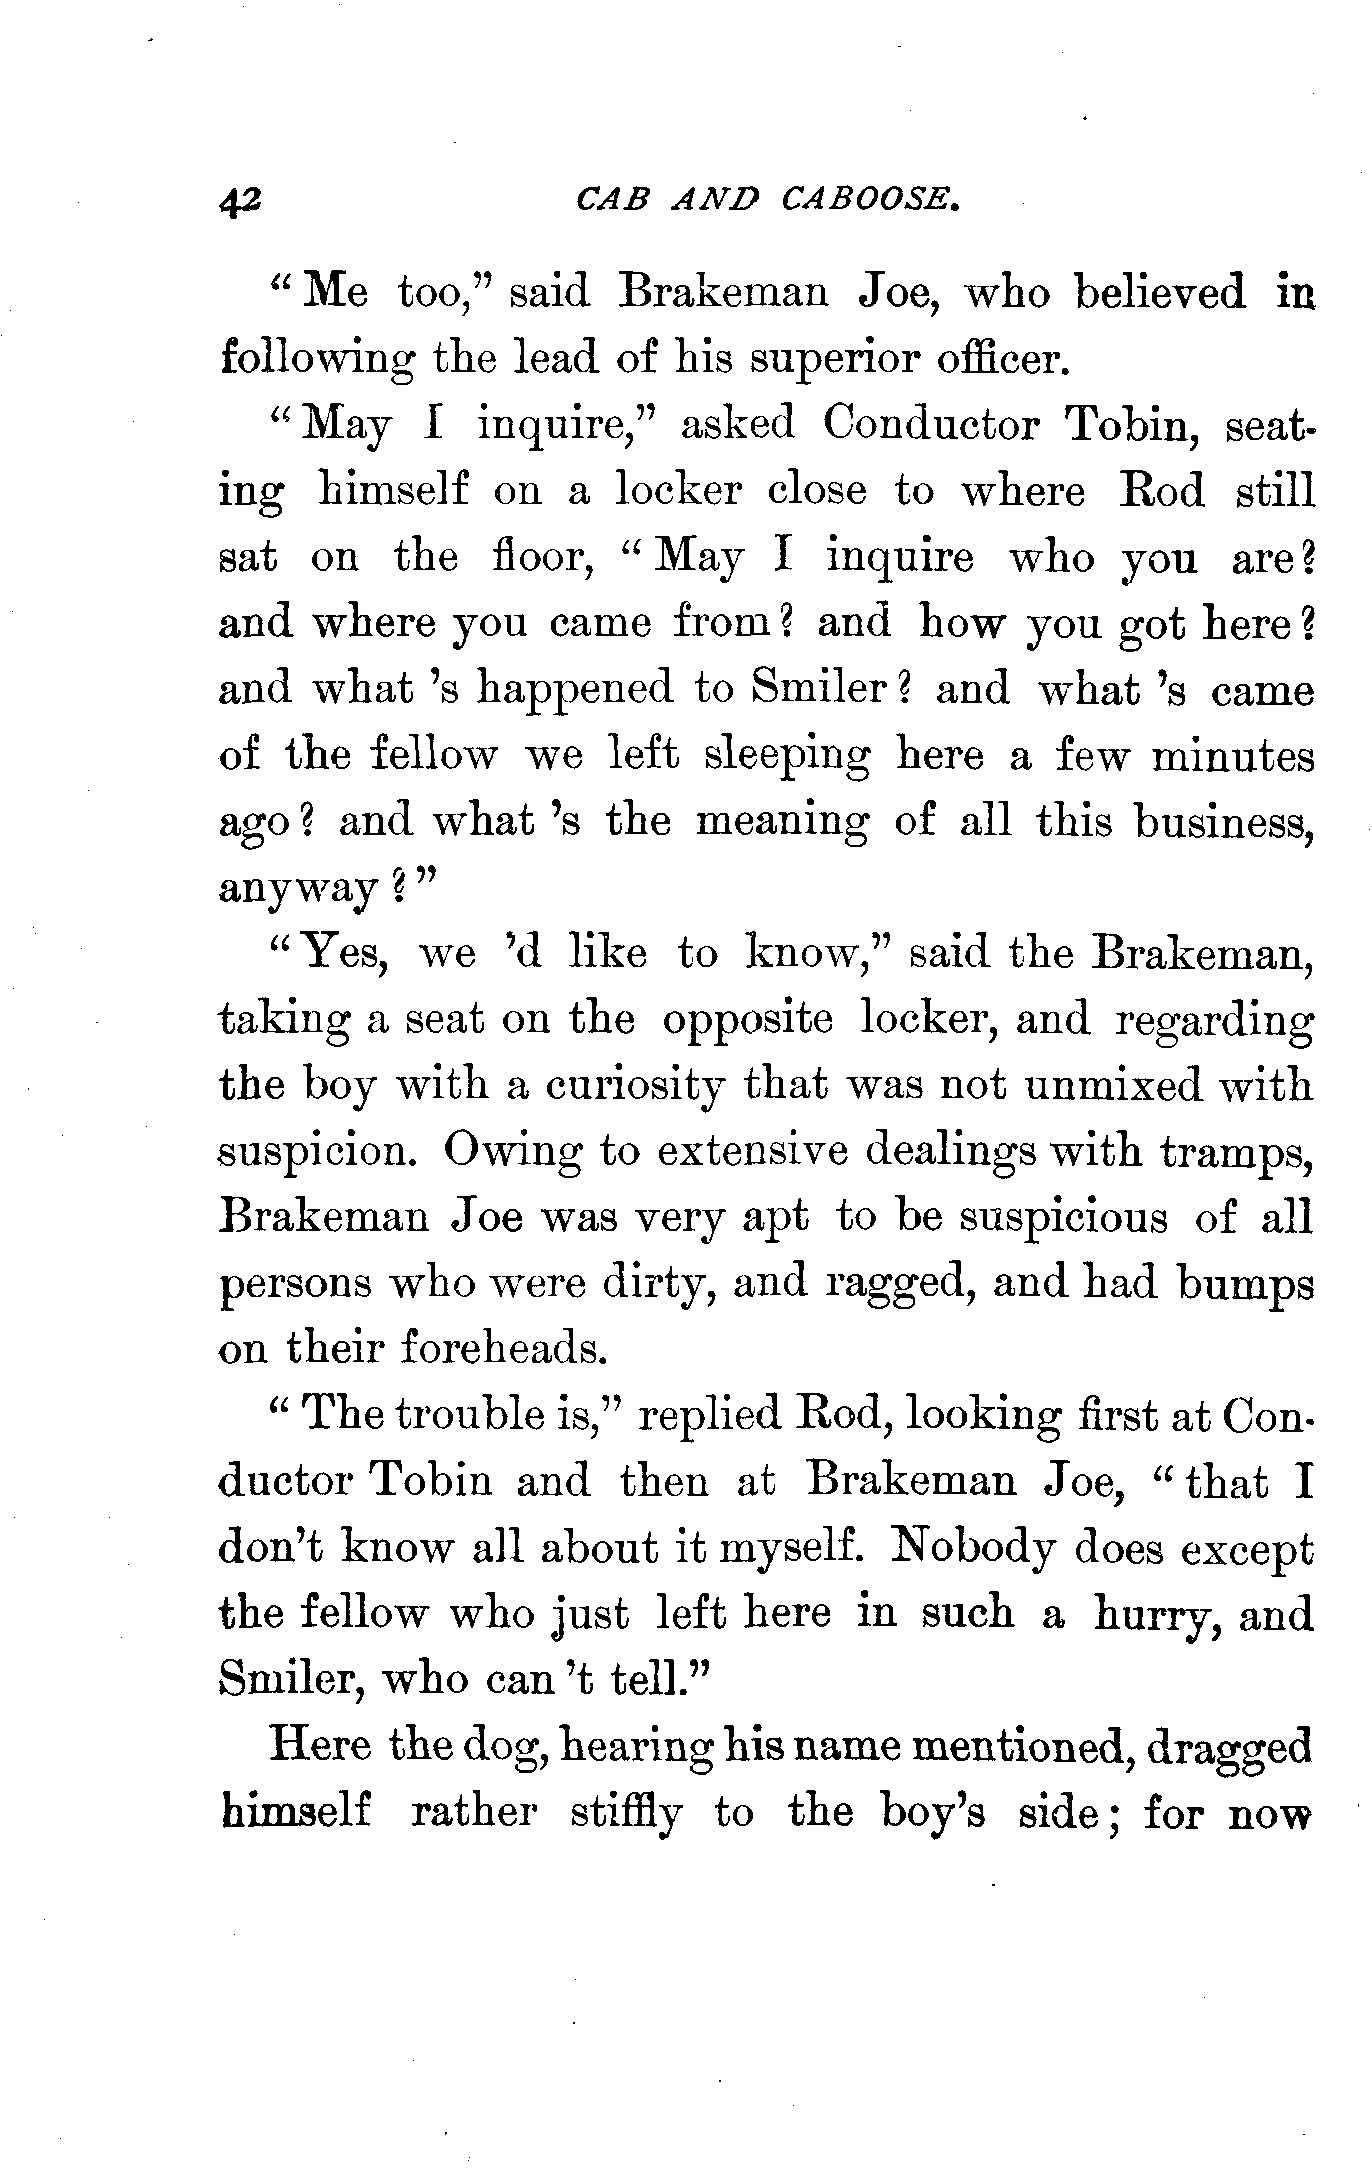 42 CAB AND CABOOSE.
“Me too,” said Brakeman Joe, who believed in
following the lead of his superior officer.
“May I inquire,” asked Conductor Tobin, seat-
ing himself on a locker close to where Rod still
sat on the floor, “May I inquire who you are?
and where you came from? and how you got here?
and what 's happened to Smiler? and what 's came
of the fellow we left sleeping here a few minutes
ago? and what 's the meaning of all this business,
anyway?”
“Yes, we 'd like to know,” said the Brakeman,
taking a seat on the opposite locker, and regarding
the boy with a curiosity that was not unmixed with
suspicion. Owing to extensive dealings with tramps,
Brakeman Joe was very apt to be suspicious of all
persons who were dirty, and ragged, and had bumps
on their foreheads.
“The trouble is,” replied Rod, looking first at Con-
ductor Tobin and then at Brakeman Joe, “that I
don't know all about it myself. Nobody does except
the fellow who just left here in such a hurry, and
Smiler, who can 't tell.”
Here the dog, hearing his name mentioned, dragged
himself rather stiffly to the boy's side; for now